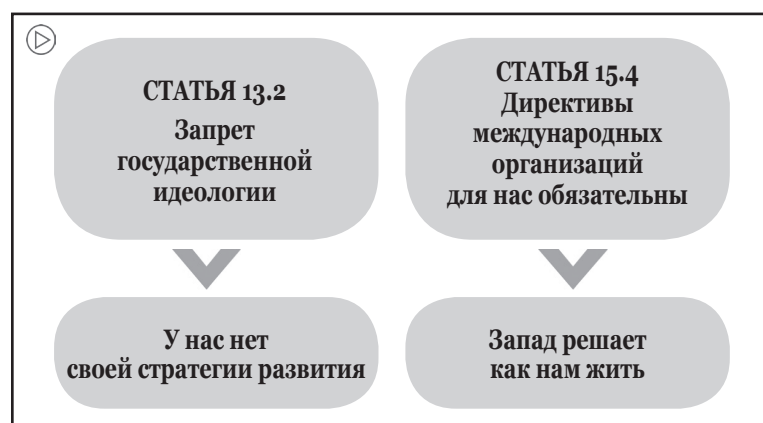 СТАТЬЯ 13.2
Запрет
государственной
идеологии
У нас нет
своей стратегии развития
СТАТЬЯ 15.4
Директивы
международных
организаций
для нас обязательны
Запад решает
как нам жить